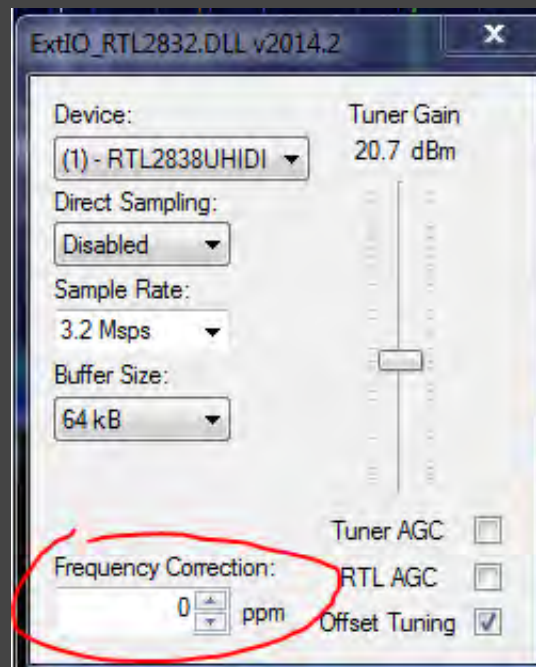 ExtIO_RTL2832.DLL v2014.2
Device:
(1) - RTL2838UHIDI
Direct Sampling:
Disabled
Sample Rate:
3.2 Msps
Buffer Size:
64 kB
Tuner Gain
20.7 dBm
Tuner AGC
Frequency Correction:
0 ppm
RTL AGC
Offset Tuning